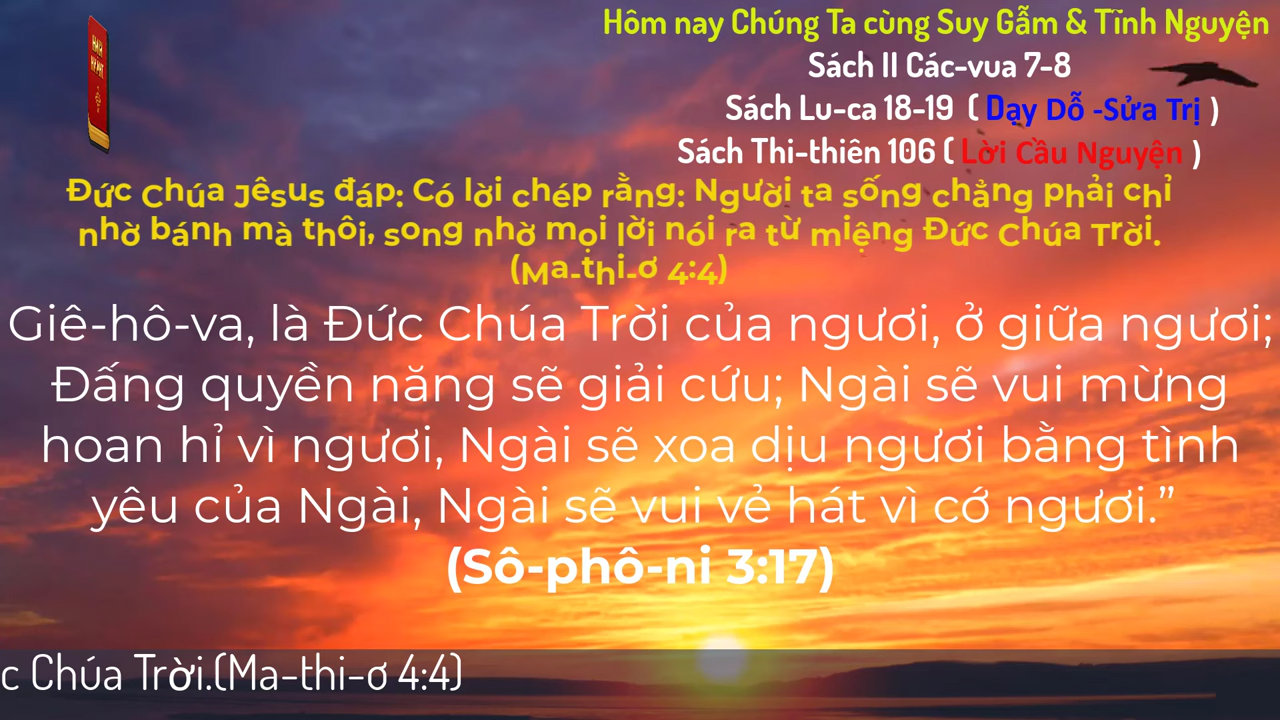 Hôm nay Chúng Ta cùng Suy Gẫm & Tĩnh Nguyện
Sách II Các-vua 7-8
Sách Lu-ca 18-19 ( Dạy Dỗ -Sửa Trị )
Sách Thi-thiên 106 ( Lời Cầu Nguyện )
Đức Chúa Jêsus đáp: Có lời chép rằng: Người ta sống chẳng phải chỉ
nhờ bánh mà thôi, song nhờ mọi lời nói ra từ miệng Đức Chúa Trời.
(Ma-thi-ơ 4:4)
Giê-hô-va, là Đức Chúa Trời của ngươi, ở giữa ngươi;
Đấng quyền năng sẽ giải cứu; Ngài sẽ vui mừng
hoan hỉ vì ngươi, Ngài sẽ xoa dịu ngươi bằng tình
yêu của Ngài, Ngài sẽ vui vẻ hát vì cớ ngươi.”
(Sô-phô-ni 3:17)
c Chúa Trời.(Ma-thi-ơ 4:4)